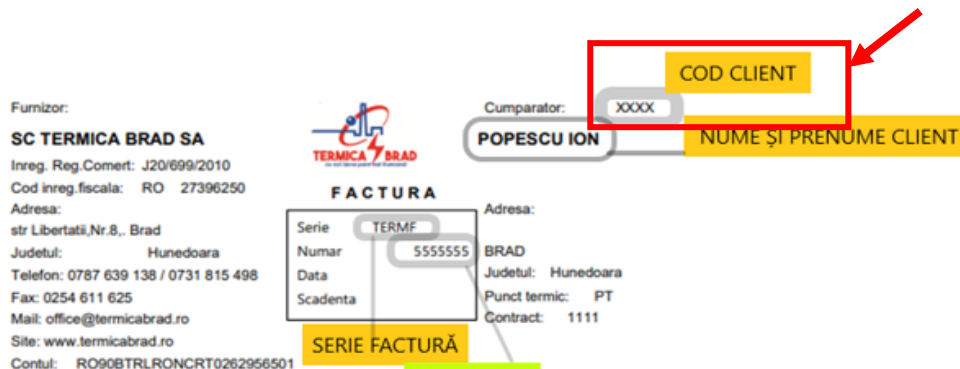 COD CLIENT
Furnizor:
Cumparator: XXXX
SC TERMICA BRAD SA
POPESCU ION
NUME ȘI PRENUME CLIENT
TERMICA BRAD
Inreg. Reg.Comert: J20/699/2010
Cod inreg.fiscala: RO 27396250
FACTURA
Adresa:
str Libertatii,Nr.8,. Brad
Judetul: Hunedoara
Telefon: 0787 639 138 / 0731 815 498
Fax: 0254 611 625
Mail: office@termicabrad.ro
Site: www.termicabrad.ro
Contul: RO90BTRLRONCRT0262956501
Serie TERMF
Numar 5555555
Data
Scadenta
SERIE FACTURĂ
Adresa:
BRAD
Judetul: Hunedoara
Punct termic: PT
Contract: 1111